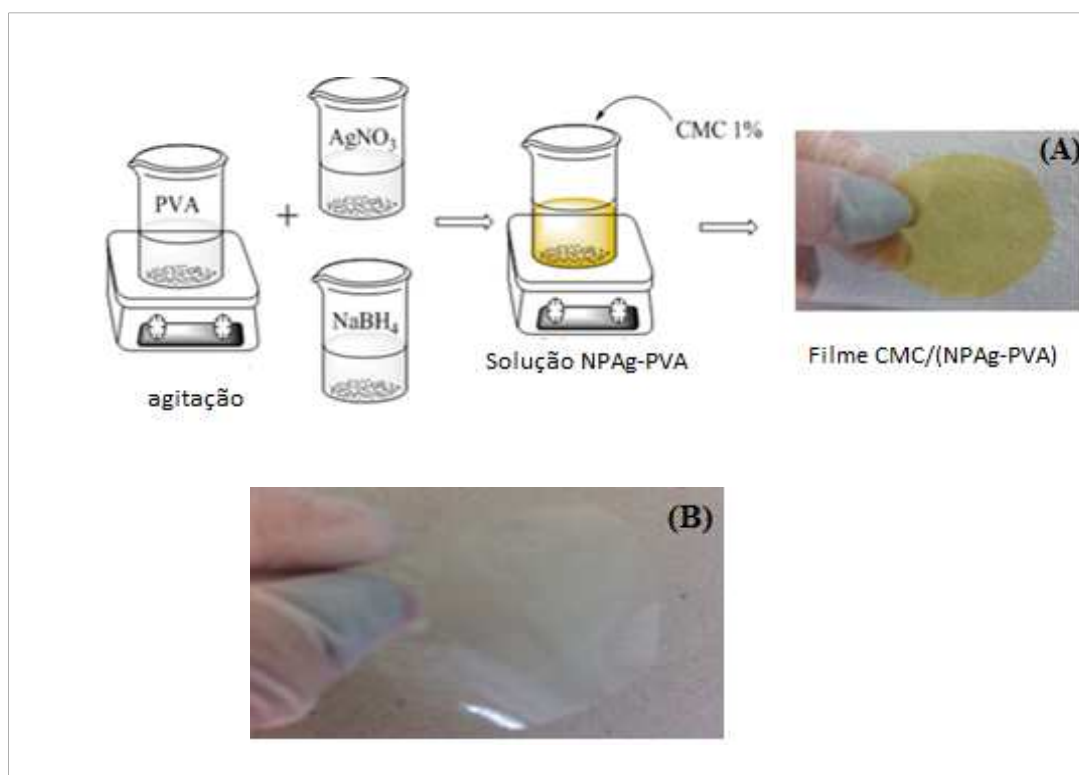 AgNO₃
PVA
+
NaBH₄
agitação
CMC 1%
Solução NPAg-PVA
(A)
Filme CMC/(NPAg-PVA)
(B)